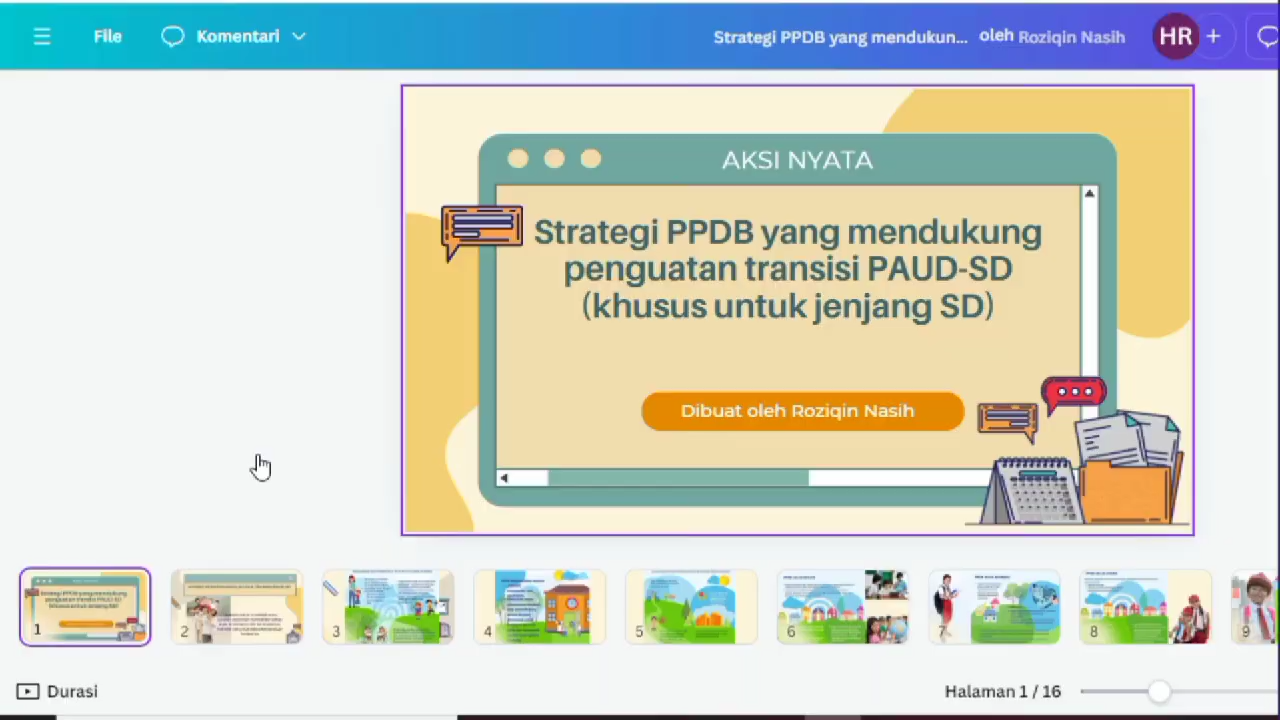 File
Komentari
Strategi PPDB yang mendukun...
oleh Roziqin Nasih
HR
AKSI NYATA
Strategi PPDB yang mendukung
penguatan transisi PAUD-SD
(khusus untuk jenjang SD)
Dibuat oleh Roziqin Nasih
1
2
3
4
5
6
7
8
9
Durasi
Halaman 1 / 16